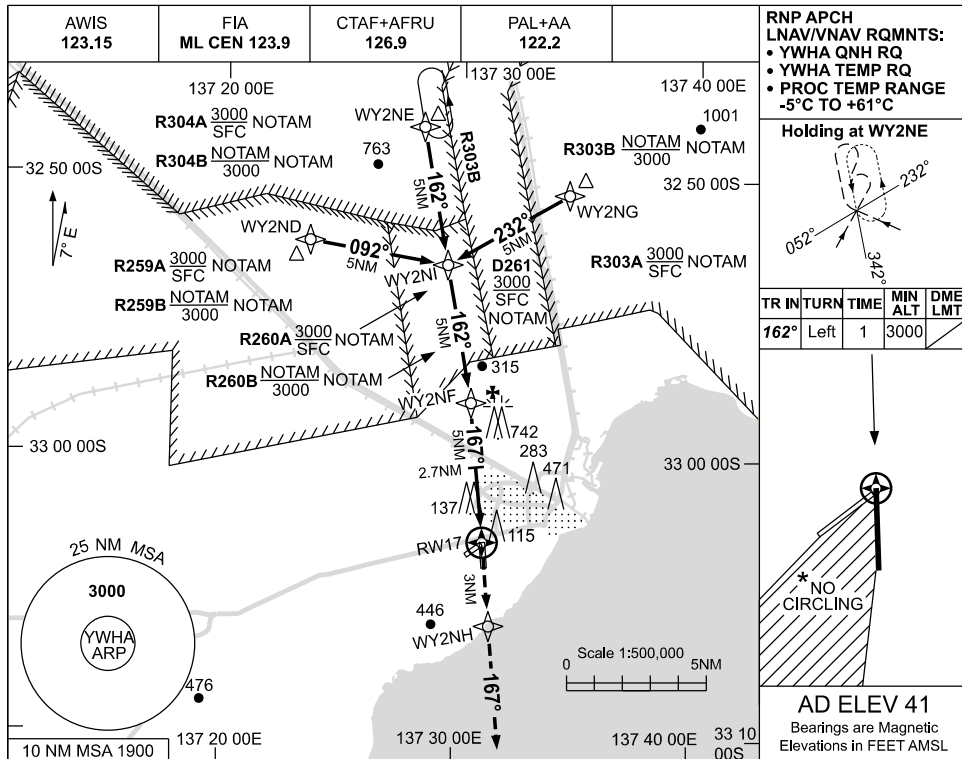 AWIS
123.15
FIA
ML CEN 123.9
CTAF+AFRU
126.9
PAL+AA
122.2
RNP APCH
LNAV/VNAV RQMNTS:
• YWHA QNH RQ
• YWHA TEMP RQ
• PROC TEMP RANGE
-5°C TO +61°C
137 20 00E
137 30 00E
137 40 00E
R304A 3000 SFC NOTAM
R304B NOTAM 3000 NOTAM
WY2NE
763
R303B
R303B NOTAM 3000 NOTAM
1001
32 50 00S
32 50 00S
162°
5NM
7° E
WY2ND
092°
5NM
232°
5NM
WY2NG
WY2NI
D261
3000
SFC
NOTAM
R303A 3000 SFC NOTAM
R259A 3000 SFC NOTAM
R259B NOTAM 3000 NOTAM
R260A 3000 SFC NOTAM
R260B NOTAM 3000 NOTAM
162°
5NM
315
WY2NF
742
33 00 00S
33 00 00S
167°
5NM
2.7NM
283
471
137
115
RW17
3NM
446
WY2NH
167°
25 NM MSA
3000
YWHA
ARP
476
10 NM MSA 1900
137 20 00E
137 30 00E
137 40 00E
33 10
00S
Scale 1:500,000
0
5NM
Holding at WY2NE
232°
052°
342°
TR IN TURN TIME MIN ALT DME LMT
162° Left 1 3000
*NO
CIRCLING
AD ELEV 41
Bearings are Magnetic
Elevations in FEET AMSL